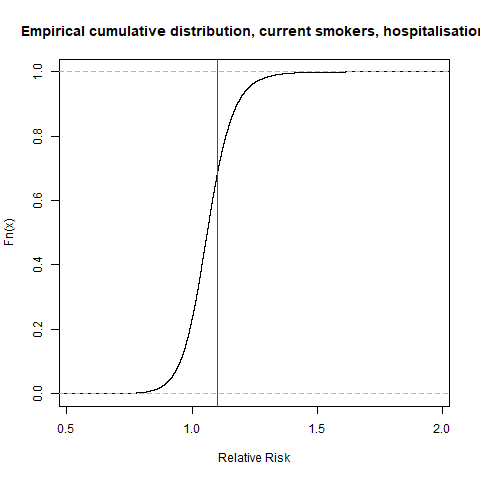 Empirical cumulative distribution, current smokers, hospitalisation
Fn(x)
1.0
0.8
0.6
0.4
0.2
0.0
0.5 1.0 1.5 2.0
Relative Risk